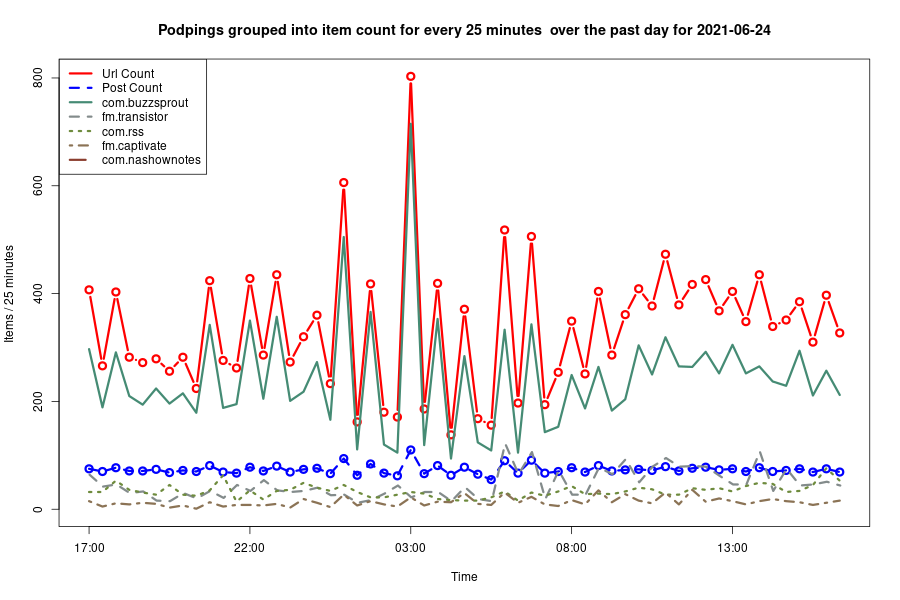 Podpings grouped into item count for every 25 minutes  over the past day for 2021-06-24
Url Count
Post Count
com.buzzsprout
fm.transistor
com.rss
fm.captivate
com.nashownotes
Items / 25 minutes
800
600
400
200
0
17:00
22:00
03:00
08:00
13:00
Time